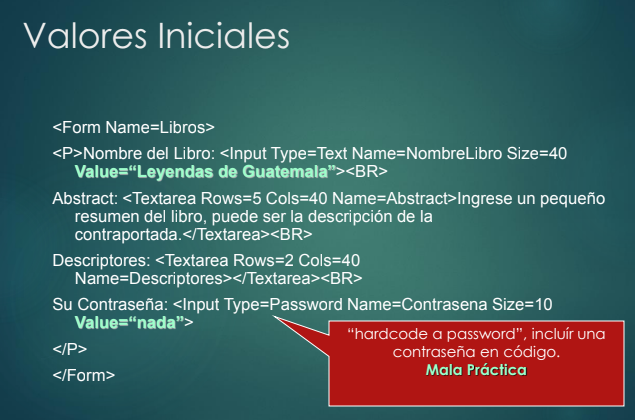 Valores Iniciales
<Form Name=Libros>
<P>Nombre del Libro: <Input Type=Text Name=NombreLibro Size=40
Value=“Leyendas de Guatemala”><BR>
Abstract: <Textarea Rows=5 Cols=40 Name=Abstract>Ingrese un pequeño
resumen del libro, puede ser la descripción de la
contraportada.</Textarea><BR>
Descriptores: <Textarea Rows=2 Cols=40
Name=Descriptores></Textarea><BR>
Su Contraseña: <Input Type=Password Name=Contrasena Size=10
Value=“nada”>
</P>
</Form>
“hardcode a password”, incluír una
contraseña en código.
Mala Práctica